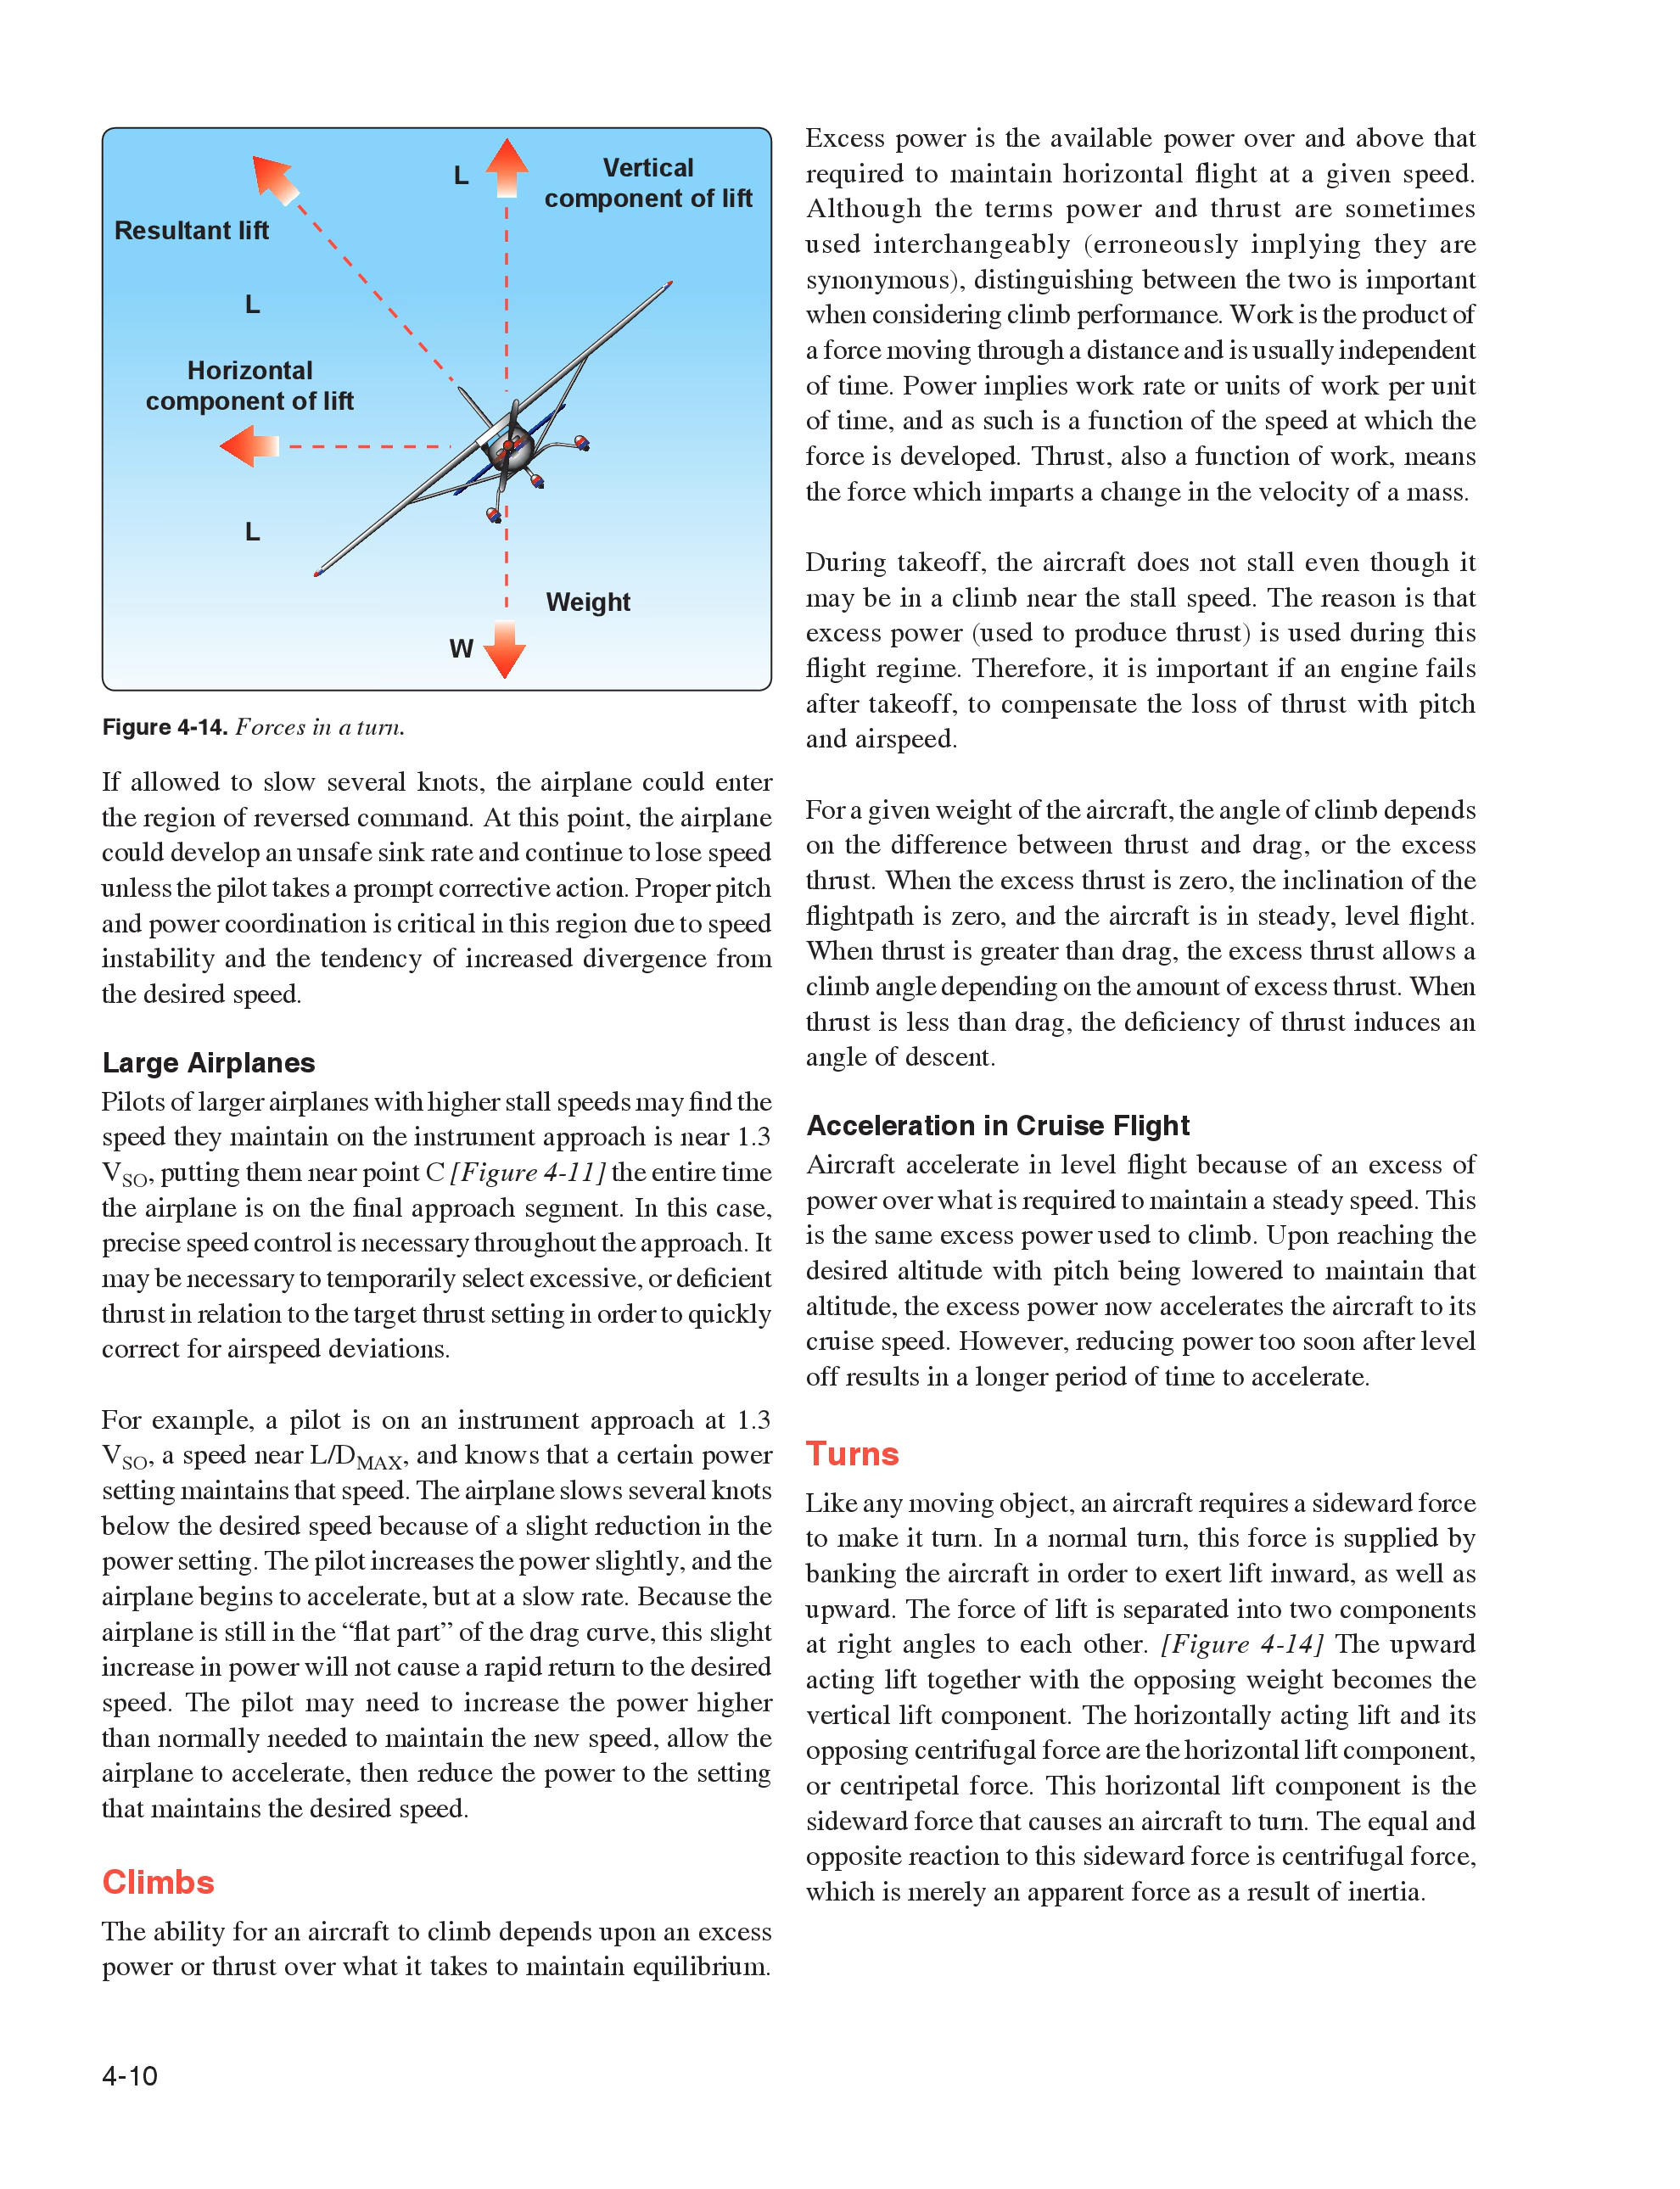 L
Vertical
component of lift
Resultant lift
L
Horizontal
component of lift
L
Weight
W
Figure 4-14. Forces in a turn.
If allowed to slow several knots, the airplane could enter
the region of reversed command. At this point, the airplane
could develop an unsafe sink rate and continue to lose speed
unless the pilot takes a prompt corrective action. Proper pitch
and power coordination is critical in this region due to speed
instability and the tendency of increased divergence from
the desired speed.
Large Airplanes
Pilots of larger airplanes with higher stall speeds may find the
speed they maintain on the instrument approach is near 1.3
VSO, putting them near point C [Figure 4-11] the entire time
the airplane is on the final approach segment. In this case,
precise speed control is necessary throughout the approach. It
may be necessary to temporarily select excessive, or deficient
thrust in relation to the target thrust setting in order to quickly
correct for airspeed deviations.
For example, a pilot is on an instrument approach at 1.3
VSO, a speed near L/DMAX, and knows that a certain power
setting maintains that speed. The airplane slows several knots
below the desired speed because of a slight reduction in the
power setting. The pilot increases the power slightly, and the
airplane begins to accelerate, but at a slow rate. Because the
airplane is still in the “flat part” of the drag curve, this slight
increase in power will not cause a rapid return to the desired
speed. The pilot may need to increase the power higher
than normally needed to maintain the new speed, allow the
airplane to accelerate, then reduce the power to the setting
that maintains the desired speed.
Climbs
The ability for an aircraft to climb depends upon an excess
power or thrust over what it takes to maintain equilibrium.
Excess power is the available power over and above that
required to maintain horizontal flight at a given speed.
Although the terms power and thrust are sometimes
used interchangeably (erroneously implying they are
synonymous), distinguishing between the two is important
when considering climb performance. Work is the product of
a force moving through a distance and is usually independent
of time. Power implies work rate or units of work per unit
of time, and as such is a function of the speed at which the
force is developed. Thrust, also a function of work, means
the force which imparts a change in the velocity of a mass.
During takeoff, the aircraft does not stall even though it
may be in a climb near the stall speed. The reason is that
excess power (used to produce thrust) is used during this
flight regime. Therefore, it is important if an engine fails
after takeoff, to compensate the loss of thrust with pitch
and airspeed.
For a given weight of the aircraft, the angle of climb depends
on the difference between thrust and drag, or the excess
thrust. When the excess thrust is zero, the inclination of the
flightpath is zero, and the aircraft is in steady, level flight.
When thrust is greater than drag, the excess thrust allows a
climb angle depending on the amount of excess thrust. When
thrust is less than drag, the deficiency of thrust induces an
angle of descent.
Acceleration in Cruise Flight
Aircraft accelerate in level flight because of an excess of
power over what is required to maintain a steady speed. This
is the same excess power used to climb. Upon reaching the
desired altitude with pitch being lowered to maintain that
altitude, the excess power now accelerates the aircraft to its
cruise speed. However, reducing power too soon after level
off results in a longer period of time to accelerate.
Turns
Like any moving object, an aircraft requires a sideward force
to make it turn. In a normal turn, this force is supplied by
banking the aircraft in order to exert lift inward, as well as
upward. The force of lift is separated into two components
at right angles to each other. [Figure 4-14] The upward
acting lift together with the opposing weight becomes the
vertical lift component. The horizontally acting lift and its
opposing centrifugal force are the horizontal lift component,
or centripetal force. This horizontal lift component is the
sideward force that causes an aircraft to turn. The equal and
opposite reaction to this sideward force is centrifugal force,
which is merely an apparent force as a result of inertia.
4-10